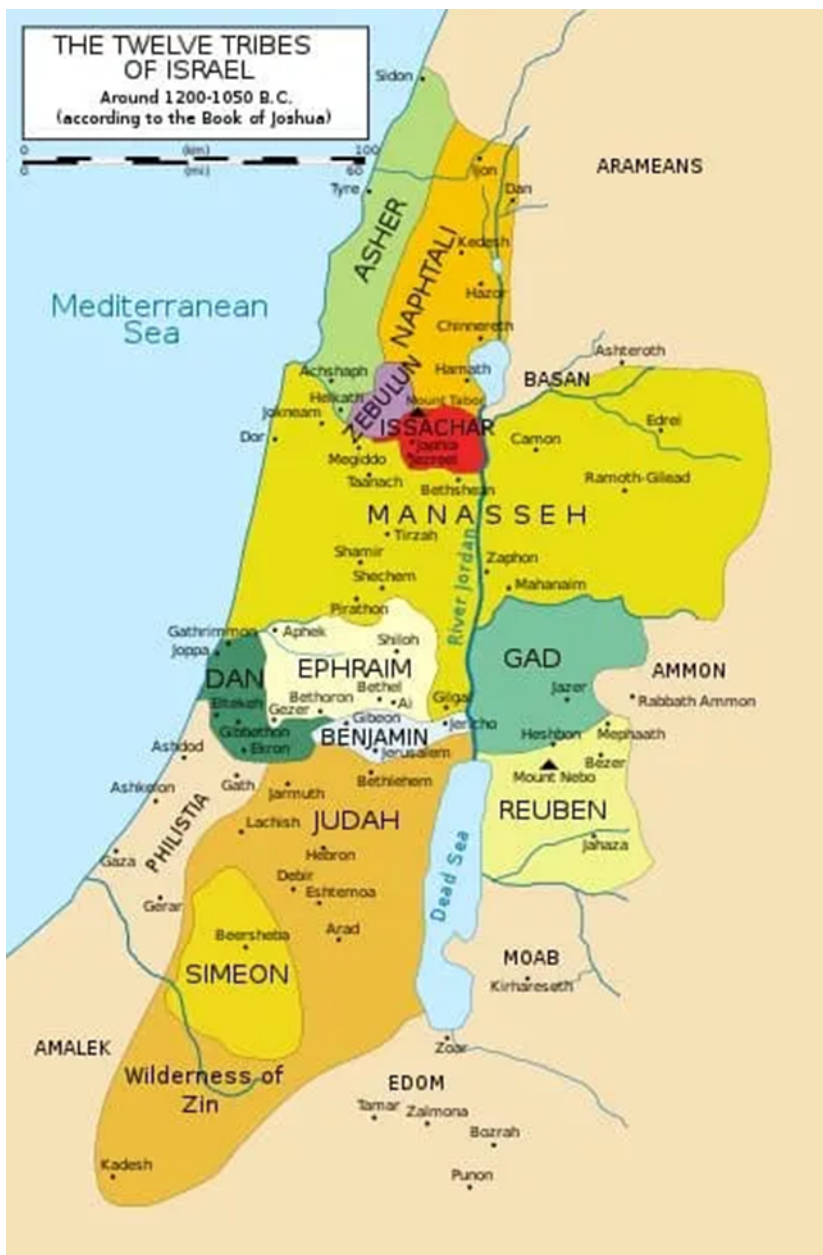 THE TWELVE TRIBES
OF ISRAEL
Around 1200-1050 B.C.
(according to the Book of Joshua)
0 (km) 100
0 (mi) 60
Sidon
Ijon
ARAMEANS
Tyre
Dan
ASHER
Kedesh
NAPHTALI
Hazor
Mediterranean
Sea
Chinnereth
Ashteroth
Achshaph
Hamath
BASAN
Helkath
ZEBULUN
Mount Tabor
Jokneam
ISSACHAR
Edrei
Dor
Japhia
Camon
Megiddo
Jezreel
Taanach
Bethshean
Ramoth-Gilead
MANASSEH
Tirzah
Shamir
River Jordan
Zaphon
Shechem
Mahanaim
Pirathon
Gathrimmon
Aphek
Joppa
Shiloh
EPHRAIM
GAD
DAN
AMMON
Bethel
Jazer
Eltekeh
Bethoron
Ai
Gilgal
Rabbath Ammon
Gezer
Gibeon
Jericho
Gibbethon
BENJAMIN
Heshbon
Mephaath
Ashdod
Ekron
Jerusalem
Bezer
Mount Nebo
Ashkelon
Gath
Jarmuth
Bethlehem
PHILISTIA
Lachish
JUDAH
REUBEN
Gaza
Hebron
Jahaza
Debir
Dead Sea
Gerar
Eshtemoa
Beersheba
Arad
SIMEON
MOAB
Kirhareseth
AMALEK
Zoar
Wilderness of
Zin
EDOM
Tamar
Zalmona
Bozrah
Kadesh
Punon